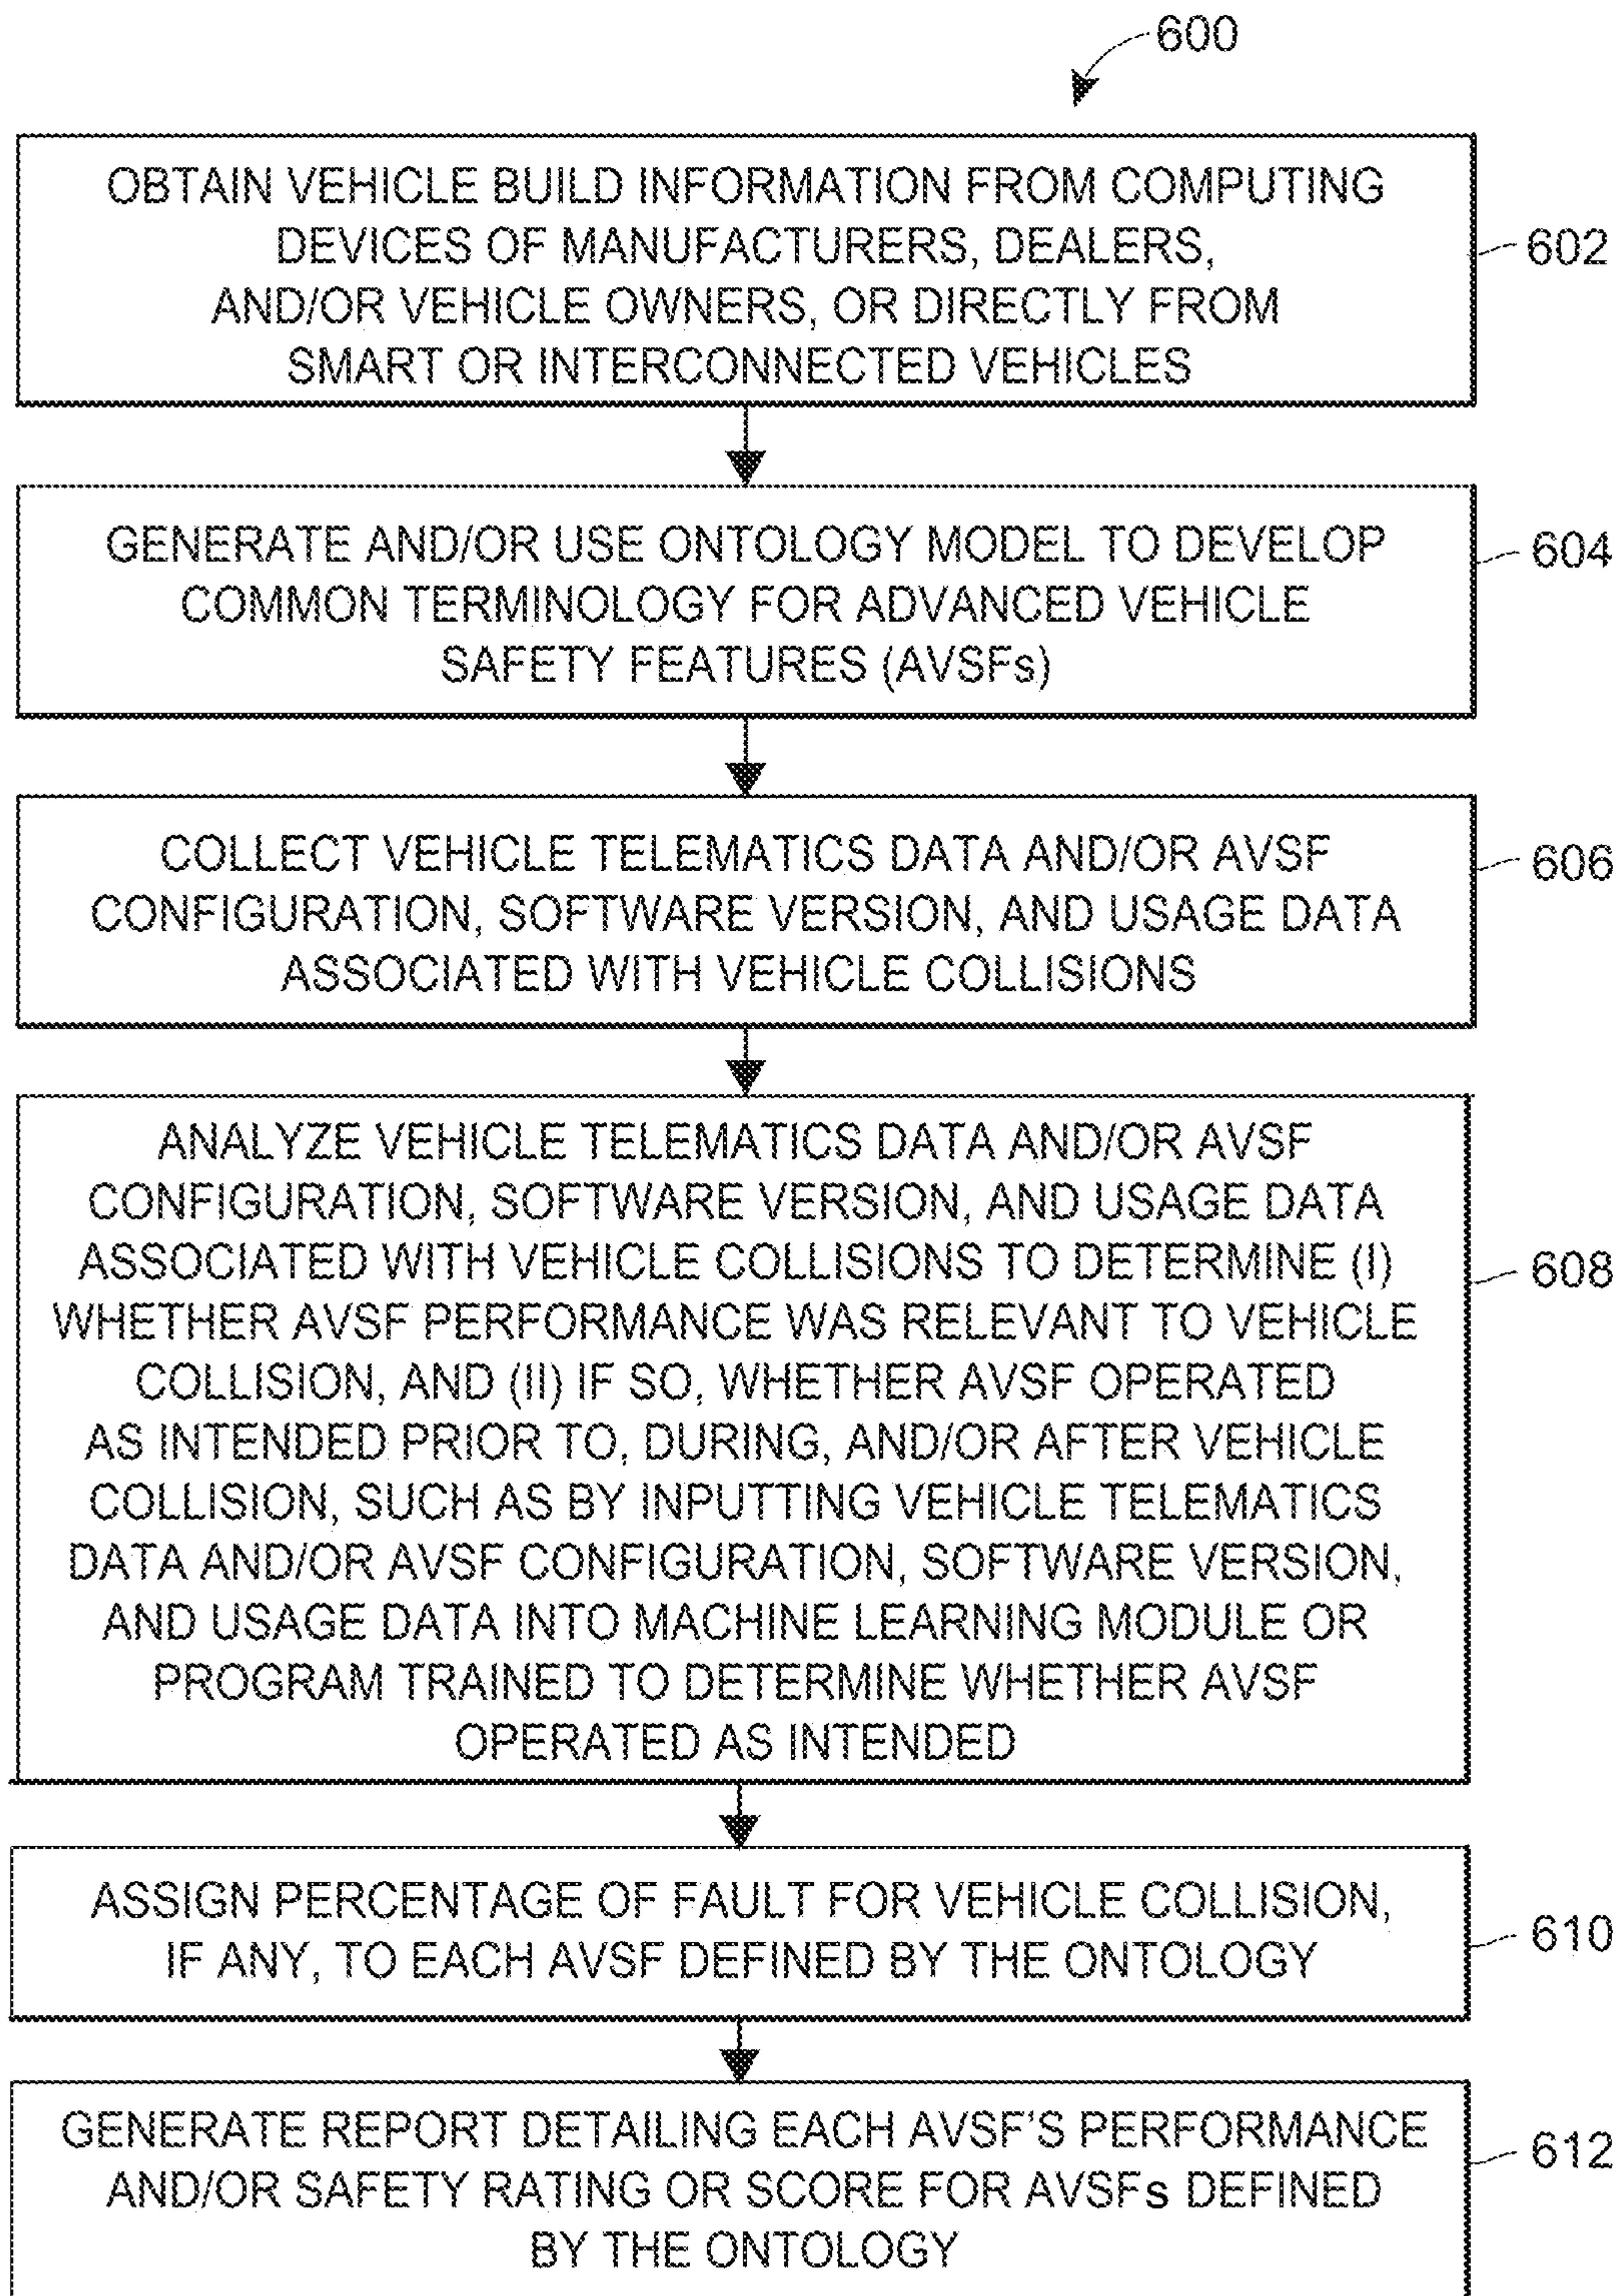 600
OBTAIN VEHICLE BUILD INFORMATION FROM COMPUTING
DEVICES OF MANUFACTURERS, DEALERS,
AND/OR VEHICLE OWNERS, OR DIRECTLY FROM
SMART OR INTERCONNECTED VEHICLES
602
GENERATE AND/OR USE ONTOLOGY MODEL TO DEVELOP
COMMON TERMINOLOGY FOR ADVANCED VEHICLE
SAFETY FEATURES (AVSFs)
604
COLLECT VEHICLE TELEMATICS DATA AND/OR AVSF
CONFIGURATION, SOFTWARE VERSION, AND USAGE DATA
ASSOCIATED WITH VEHICLE COLLISIONS
606
ANALYZE VEHICLE TELEMATICS DATA AND/OR AVSF
CONFIGURATION, SOFTWARE VERSION, AND USAGE DATA
ASSOCIATED WITH VEHICLE COLLISIONS TO DETERMINE (I)
WHETHER AVSF PERFORMANCE WAS RELEVANT TO VEHICLE
COLLISION, AND (II) IF SO, WHETHER AVSF OPERATED
AS INTENDED PRIOR TO, DURING, AND/OR AFTER VEHICLE
COLLISION, SUCH AS BY INPUTTING VEHICLE TELEMATICS
DATA AND/OR AVSF CONFIGURATION, SOFTWARE VERSION,
AND USAGE DATA INTO MACHINE LEARNING MODULE OR
PROGRAM TRAINED TO DETERMINE WHETHER AVSF
OPERATED AS INTENDED
608
ASSIGN PERCENTAGE OF FAULT FOR VEHICLE COLLISION,
IF ANY, TO EACH AVSF DEFINED BY THE ONTOLOGY
610
GENERATE REPORT DETAILING EACH AVSF'S PERFORMANCE
AND/OR SAFETY RATING OR SCORE FOR AVSFs DEFINED
BY THE ONTOLOGY
612